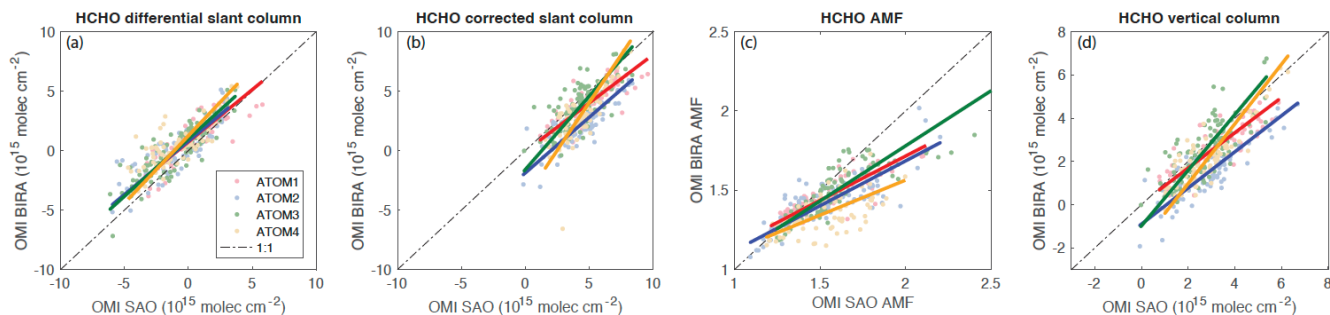 HCHO differential slant column
(a)
OMI BIRA (10^15 molec cm^-2)
10
5
0
-5
-10
-10 -5 0 5 10
OMI SAO (10^15 molec cm^-2)
ATOM1
ATOM2
ATOM3
ATOM4
1:1
HCHO corrected slant column
(b)
OMI BIRA (10^15 molec cm^-2)
10
5
0
-5
-10
-10 -5 0 5 10
OMI SAO (10^15 molec cm^-2)
HCHO AMF
(c)
OMI BIRA AMF
2.5
2
1.5
1
1 1.5 2 2.5
OMI SAO AMF
HCHO vertical column
(d)
OMI BIRA (10^15 molec cm^-2)
8
6
4
2
0
-2
-2 0 2 4 6 8
OMI SAO (10^15 molec cm^-2)